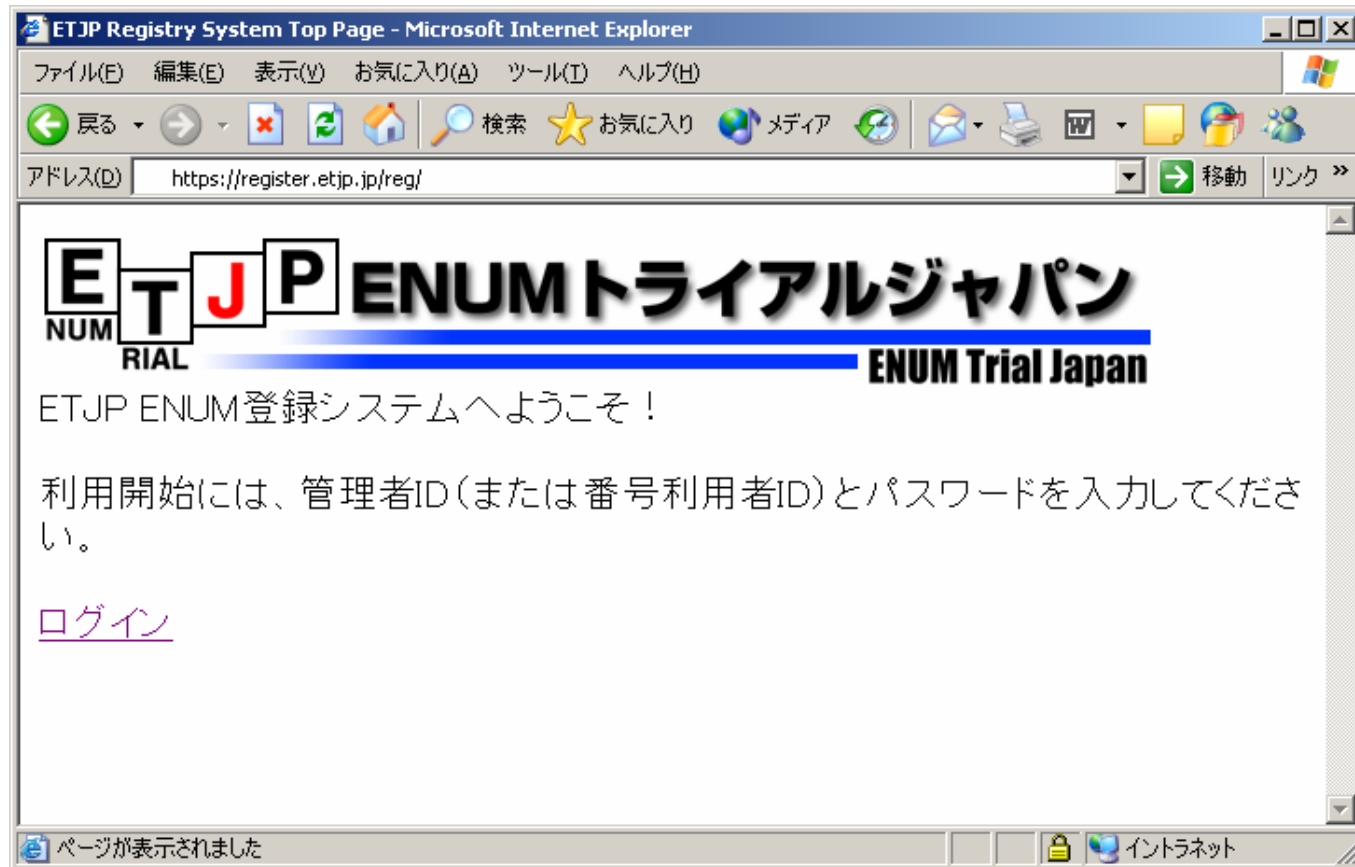 ETJP Registry System Top Page - Microsoft Internet Explorer
ファイル(F) 編集(E) 表示(V) お気に入り(A) ツール(T) ヘルプ(H)
戻る 検索 お気に入り メディア W
アドレス(D) https://register.etjp.jp/reg/ 移動 リンク »
E T J P ENUMトライアルジャパン
NUM
RIAL ENUM Trial Japan
ETJP ENUM登録システムへようこそ！
利用開始には、管理者ID（または番号利用者ID）とパスワードを入力してくださ
い。
ログイン
ページが表示されました イントラネット